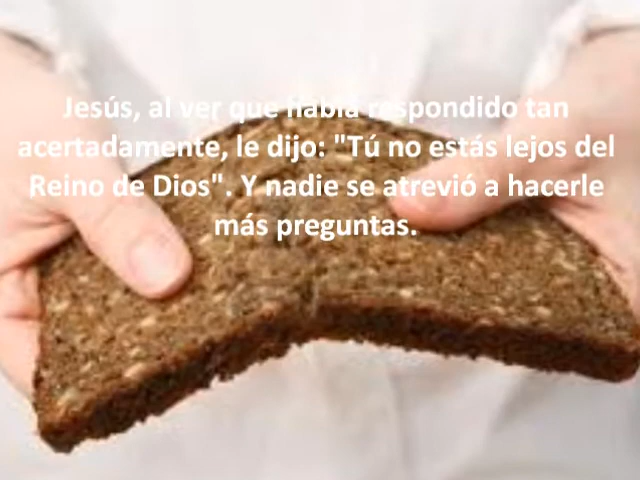 Jesús, al ver que había respondido tan
acertadamente, le dijo: "Tú no estás lejos del
Reino de Dios". Y nadie se atrevió a hacerle
más preguntas.